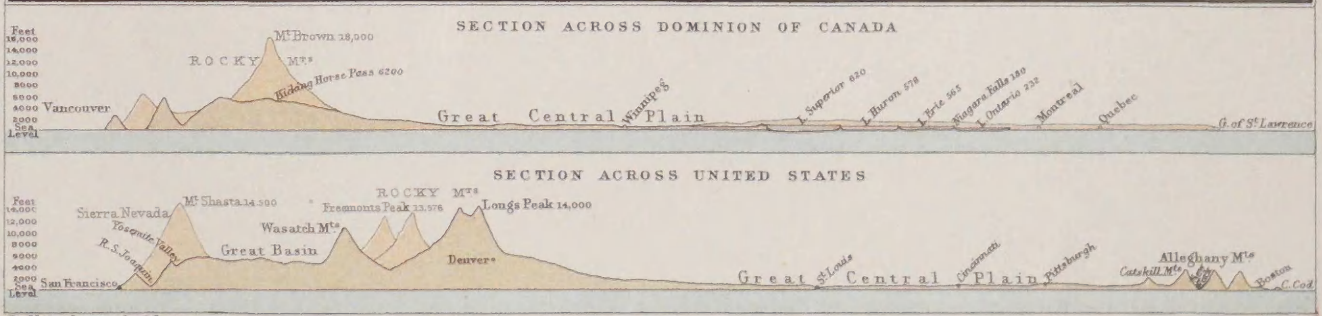 SECTION ACROSS DOMINION OF CANADA
Feet
16,000
14,000
12,000
10,000
8000
6000
4000
2000
Sea
Level
Vancouver
ROCKY MTS
Mt Brown 18,000
Kicking Horse Pass 6200
Great Central Plain
Winnipeg
L. Superior 620
L. Huron 578
L. Erie 565
Niagara Falls 180
L. Ontario 232
Montreal
Quebec
G. of St Lawrence
SECTION ACROSS UNITED STATES
Feet
14,000
12,000
10,000
8000
6000
4000
2000
Sea
Level
San Francisco
R. S. Joaquin
Yosemite Valley
Sierra Nevada
Mt Shasta 14,300
Great Basin
Wasatch Mts
ROCKY MTS
Fremonts Peak 13,576
Longs Peak 14,000
Denver
Great Central Plain
St Louis
Cincinnati
Pittsburgh
Catskill Mts
Alleghany Mts
Boston
C. Cod